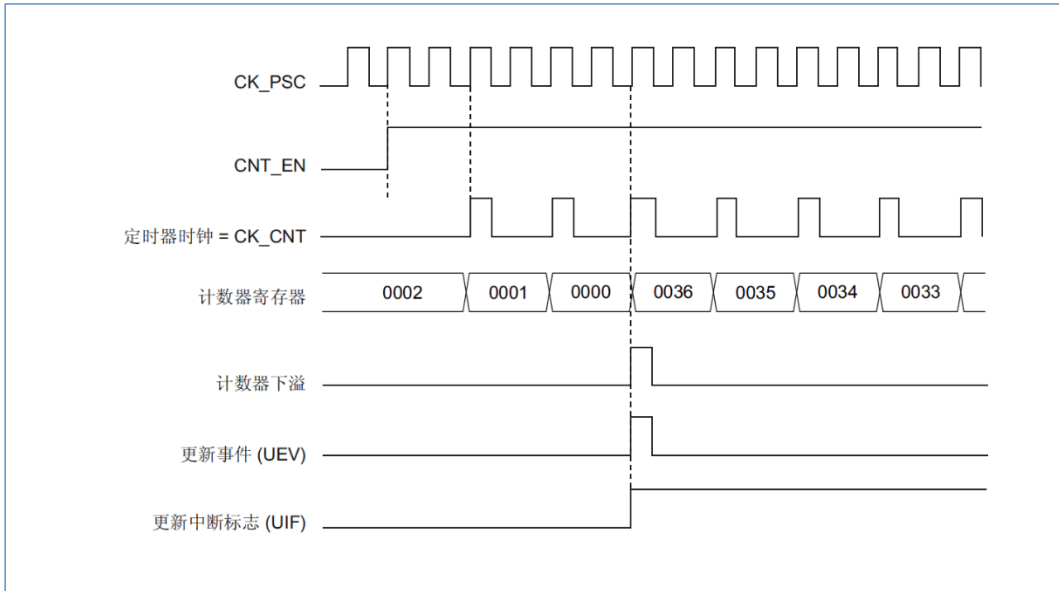 CK_PSC
CNT_EN
定时器时钟 = CK_CNT
计数器寄存器 0002 0001 0000 0036 0035 0034 0033
计数器下溢
更新事件 (UEV)
更新中断标志 (UIF)